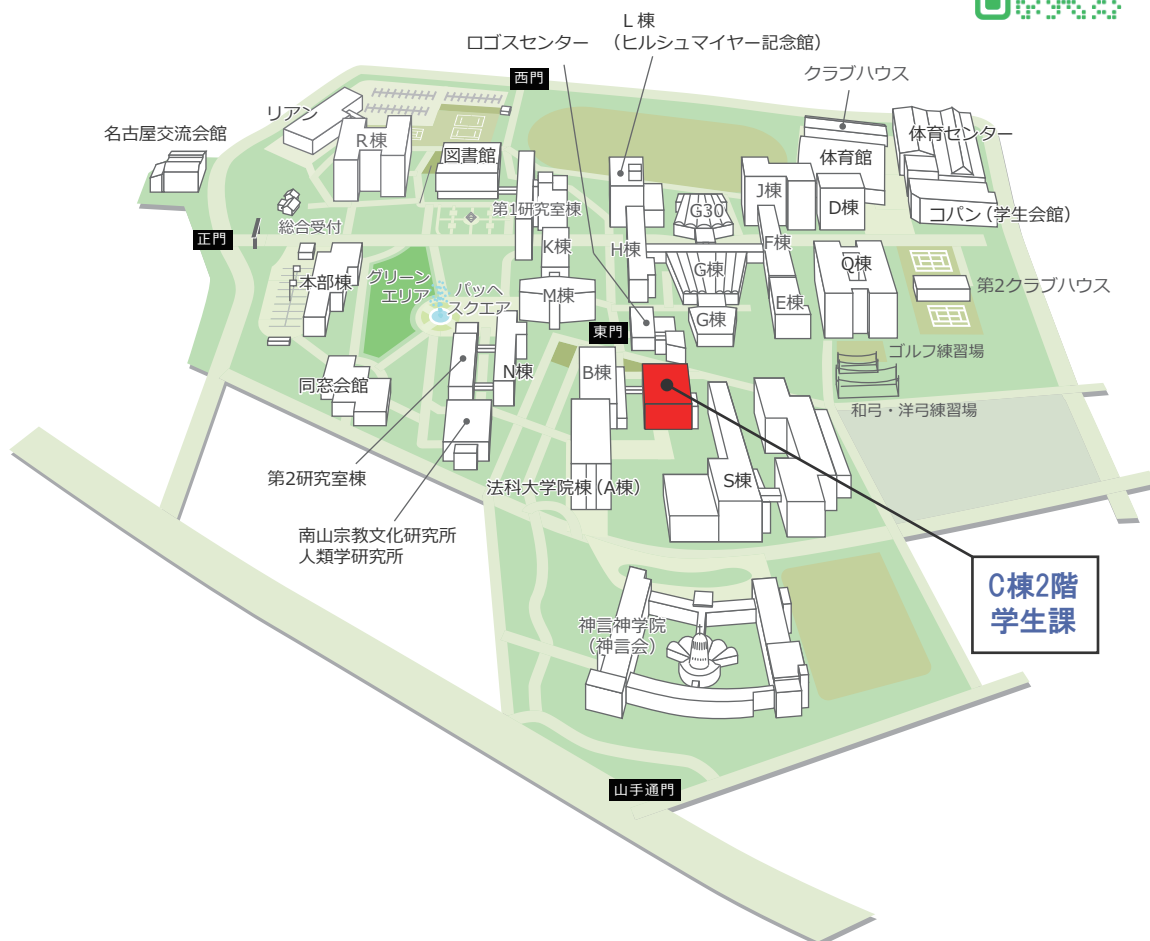 L棟
ロゴスセンター
（ヒルシュマイヤー記念館）
西門
クラブハウス
リアン
名古屋交流会館
R棟
図書館
体育館
体育センター
J棟
D棟
第1研究室棟
G30
コパン（学生会館）
総合受付
正門
K棟
H棟
F棟
Q棟
本部棟
グリーン
エリア
パッヘ
スクエア
M棟
G棟
第2クラブハウス
E棟
G棟
東門
ゴルフ練習場
同窓会館
N棟
B棟
和弓・洋弓練習場
第2研究室棟
法科大学院棟（A棟）
S棟
南山宗教文化研究所
人類学研究所
C棟2階
学生課
神言神学院
（神言会）
山手通門